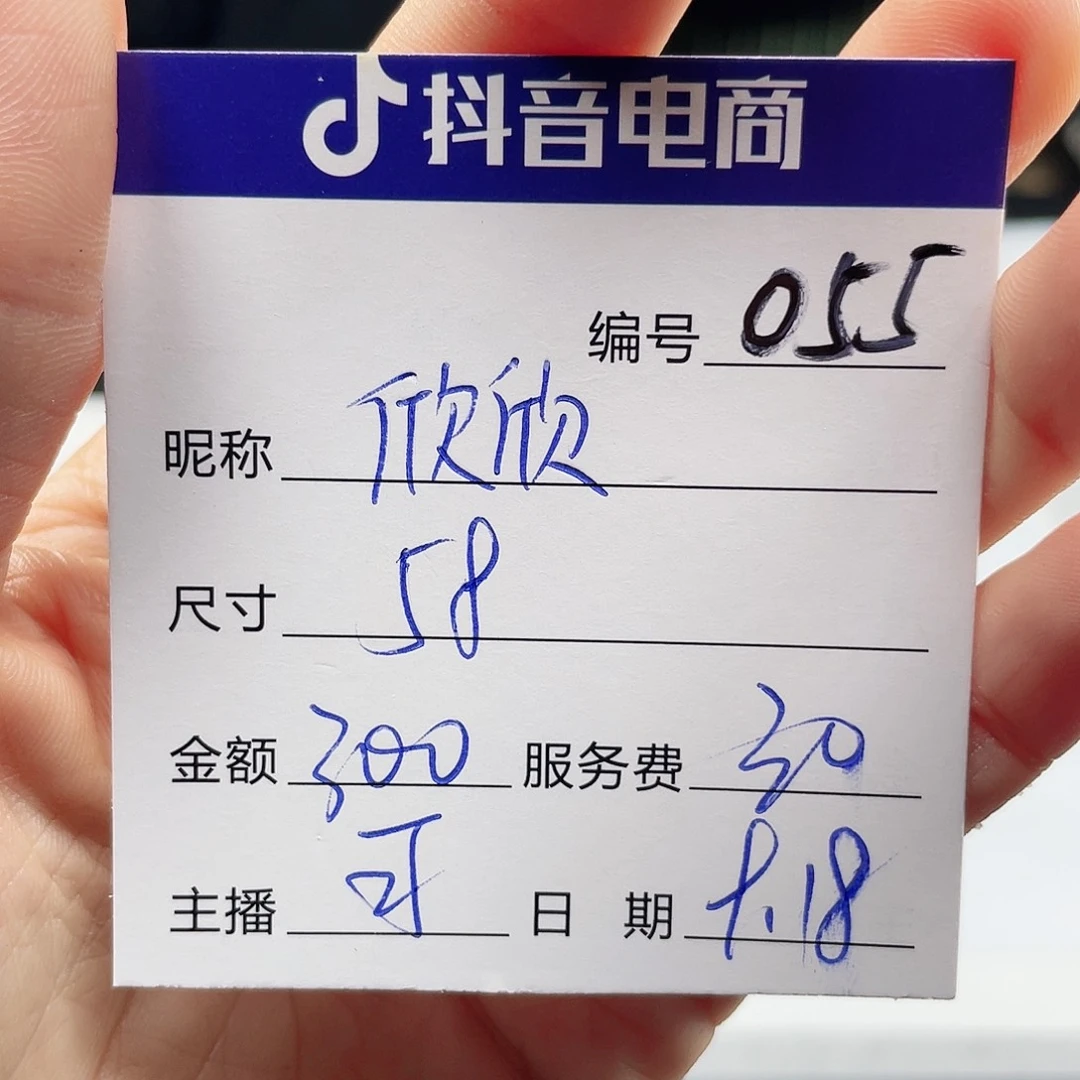 抖音电商
编号 055
昵称 欣欣
尺寸 58
金额 300 服务费 30
主播 可 日 期 .18